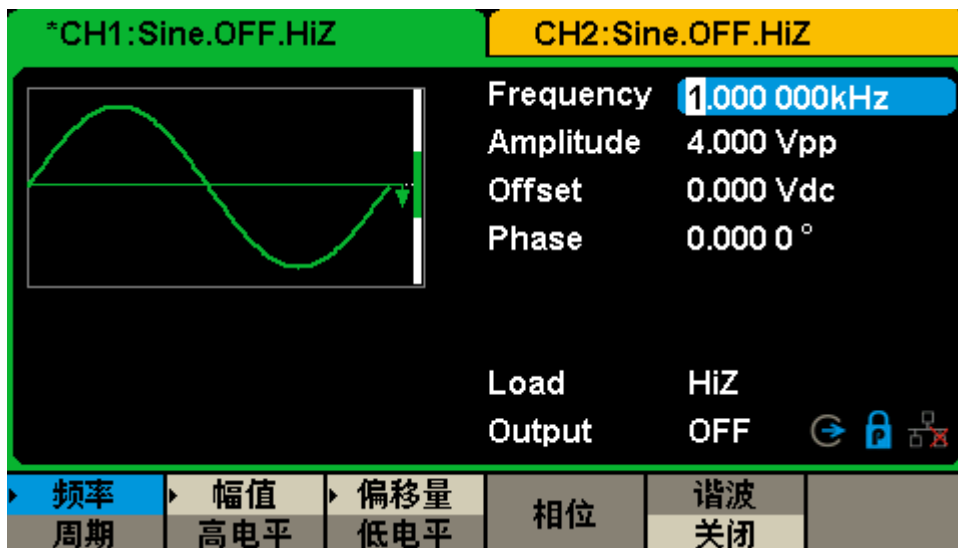 *CH1:Sine.OFF.HiZ
CH2:Sine.OFF.HiZ
Frequency 1.000 000kHz
Amplitude 4.000 Vpp
Offset 0.000 Vdc
Phase 0.000 0 °
Load HiZ
Output OFF
P
频率 幅值 偏移量 相位 谐波
周期 高电平 低电平 关闭